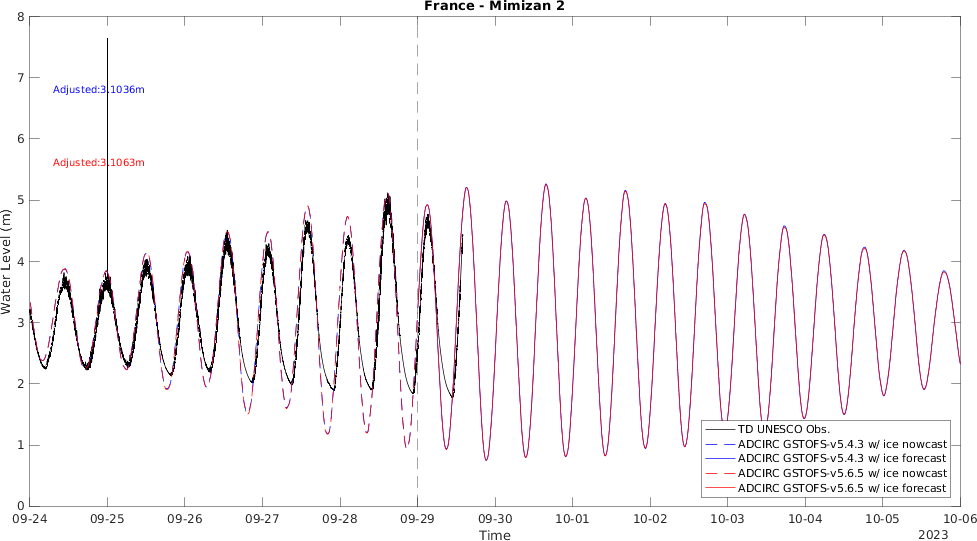 France - Mimizan 2
8
7
6
5
4
3
2
1
0
Water Level (m)
Adjusted:3.1036m
Adjusted:3.1063m
TD UNESCO Obs.
ADCIRC GSTOFS-v5.4.3 w/ ice nowcast
ADCIRC GSTOFS-v5.4.3 w/ ice forecast
ADCIRC GSTOFS-v5.6.5 w/ ice nowcast
ADCIRC GSTOFS-v5.6.5 w/ ice forecast
09-24 09-25 09-26 09-27 09-28 09-29 09-30 10-01 10-02 10-03 10-04 10-05 10-06
Time
2023